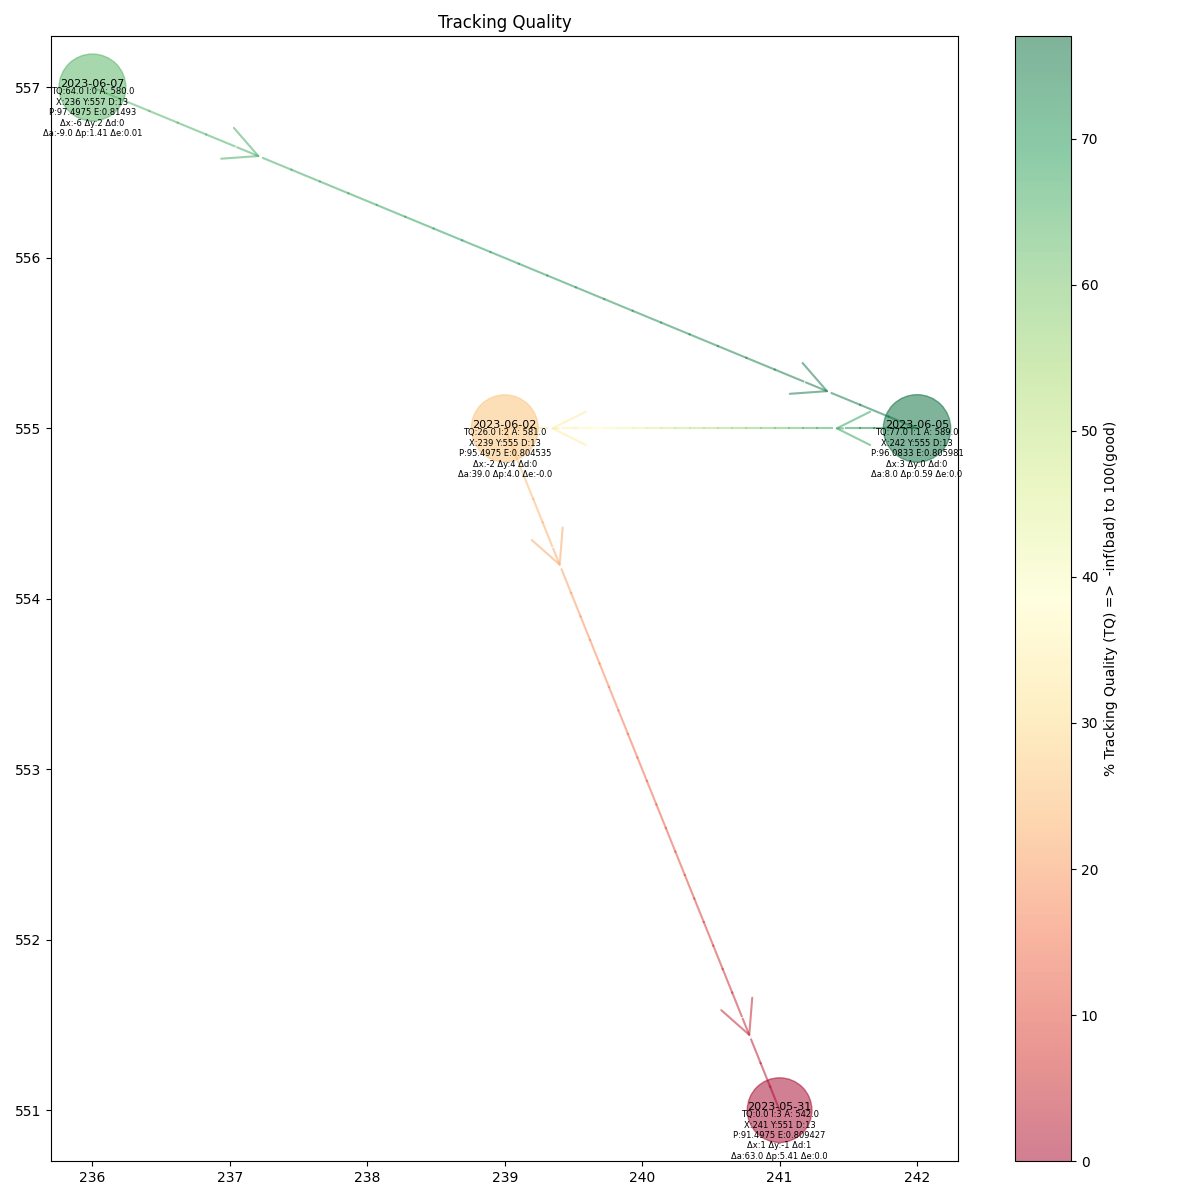 Tracking Quality
557
556
555
554
553
552
551
2023-06-07
TQ:64.0 I:0 A: 580.0
X:236 Y:557 D:13
P:97.4975 E:0.81493
Δx:-6 Δy:2 Δd:0
Δa:-9.0 Δp:1.41 Δe:0.01
2023-06-02
TQ:26.0 I:2 A: 581.0
X:239 Y:555 D:13
P:95.4975 E:0.804535
Δx:-2 Δy:4 Δd:0
Δa:39.0 Δp:4.0 Δe:-0.0
2023-06-05
TQ:77.0 I:1 A: 589.0
X:242 Y:555 D:13
P:96.0833 E:0.805981
Δx:3 Δy:0 Δd:0
Δa:8.0 Δp:0.59 Δe:0.0
2023-05-31
TQ:0.0 I:3 A: 542.0
X:241 Y:551 D:13
P:91.4975 E:0.809427
Δx:1 Δy:-1 Δd:1
Δa:63.0 Δp:5.41 Δe:0.0
236 237 238 239 240 241 242
70
60
50
40
30
20
10
0
% Tracking Quality (TQ) => -inf(bad) to 100(good)